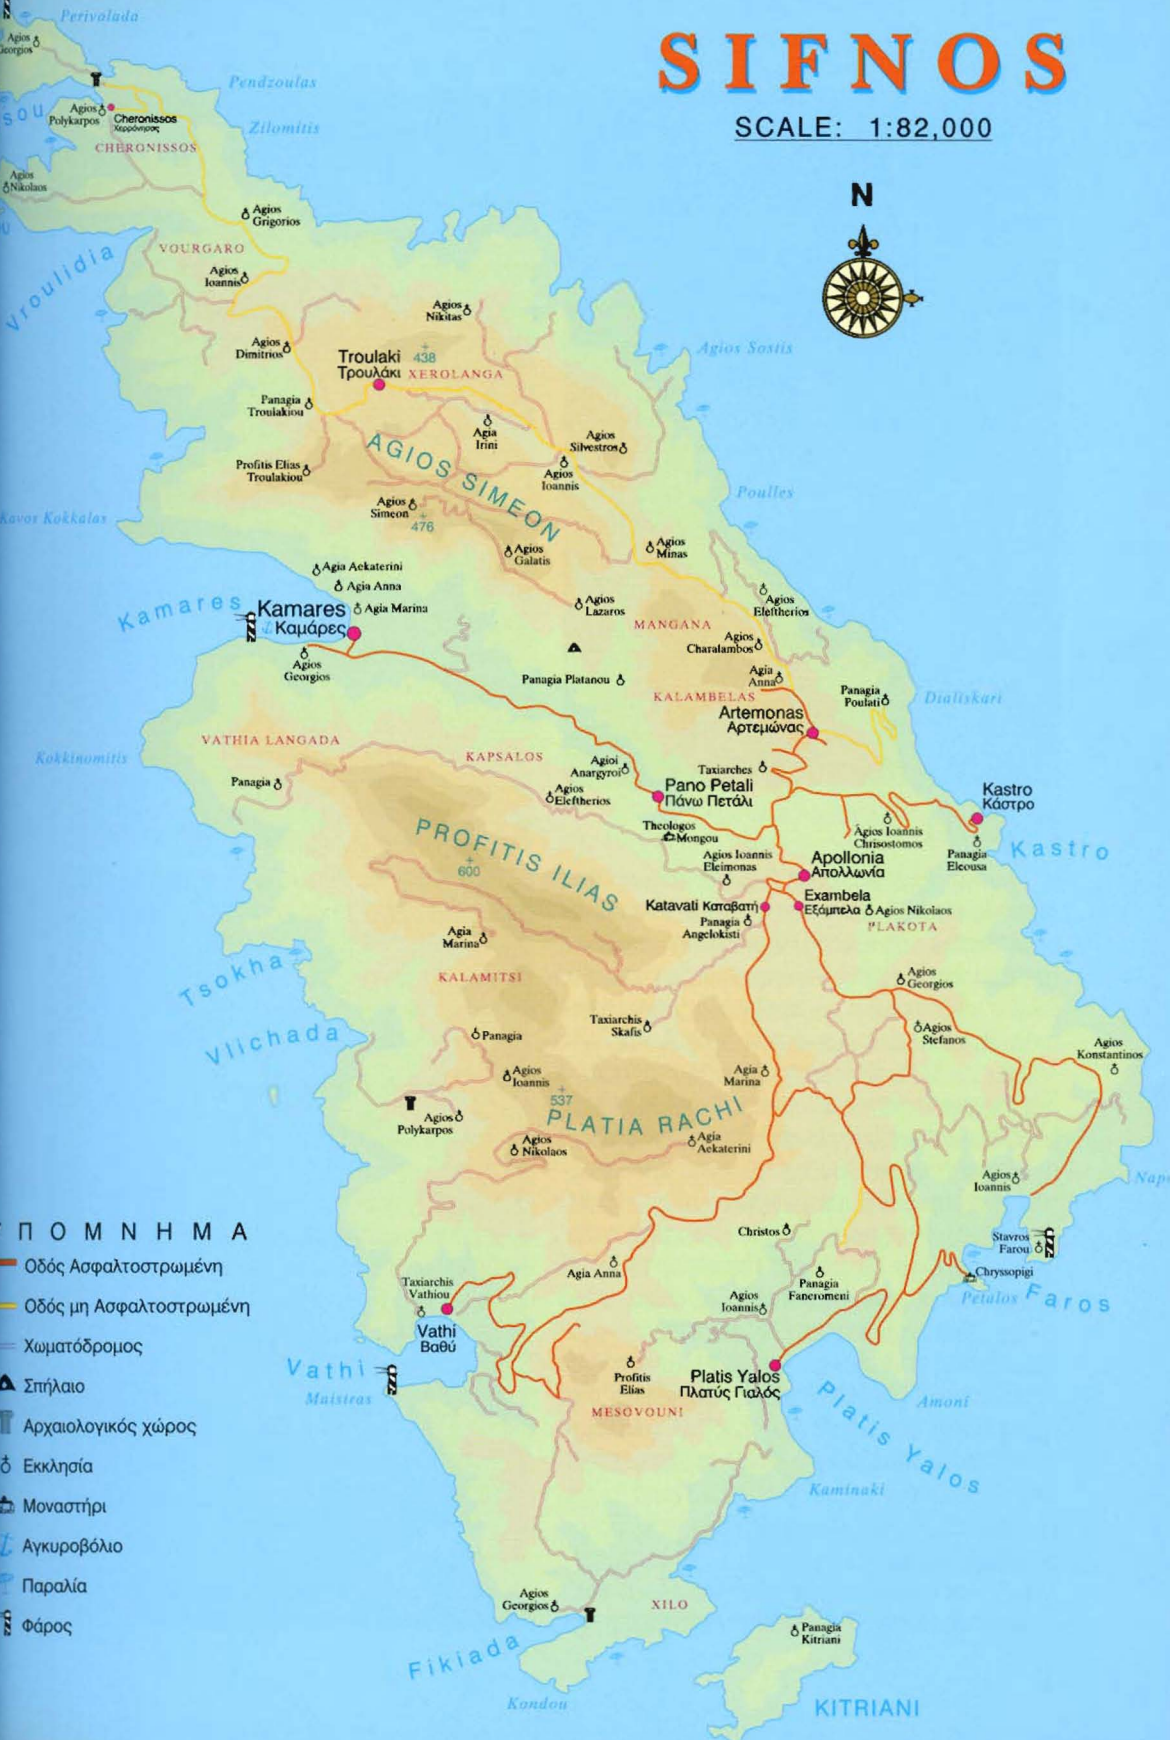 SIFNOS
SCALE: 1:82,000
N
Perivolada
Agios
Pendzoulas
Agios
Polykarpos
Cheronissos
Χερρόνησος
Zilomitis
CHERONISSOS
Agios
Nikolaos
Agios
Grigorios
VOURGARO
Vroulidia
Agios
Ioannis
Agios
Nikitas
Agios
Dimitrios
Troulaki
Τρουλάκι
438
XEROLANGA
Agios Sostis
Panagia
Troulakiou
Agia
Irini
Agios
Silvestros
AGIOS SIMEON
Profitis Elias
Troulakiou
Agios
Ioannis
Poulles
Agios
Simeon
476
Kavos Kokkalas
Agios
Galatis
Agios
Minas
Agia Aekaterini
Agia Anna
Agios
Eleftherios
Kamares
Kamares
Καμάρες
Agia Marina
Agios
Lazaros
MANGANA
Agios
Charalambos
Agios
Georgios
Panagia Platanou
Agia
Anna
KALAMBELAS
Panagia
Poulati
Dialiskari
Artemonas
Αρτεμώνας
VATHIA LANGADA
Kokkinomitis
KAPSALOS
Agioi
Anargyroi
Taxiarches
Panagia
Agios
Eleftherios
Pano Petali
Πάνω Πετάλι
Kastro
Κάστρο
Theologos
Mongou
Agios Ioannis
Chrisostomos
Kastro
PROFITIS ILIAS
600
Agios Ioannis
Eleimonas
Apollonia
Απολλωνία
Panagia
Eleousa
Katavati Καταβατή
Exambela
Εξάμπελα
Agios Nikolaos
Panagia
Angelokisti
PLAKOTA
Agia
Marina
Tsokha
KALAMITSI
Agios
Georgios
Vlichada
Panagia
Taxiarchis
Skafis
Agios
Stefanos
Agios
Konstantinos
Agios
Ioannis
537
Agia
Marina
PLATIA RACHI
Agios
Polykarpos
Agios
Nikolaos
Agia
Aekaterini
Agios
Ioannis
ΠΟΜΝΗΜΑ
Christos
Stavros
Farou
Οδός Ασφαλτοστρωμένη
Agia Anna
Chryssopigi
Taxiarchis
Vathiou
Panagia
Faneromeni
Petalos
Faros
Οδός μη Ασφαλτοστρωμένη
Agios
Ioannis
Vathi
Βαθύ
Χωματόδρομος
Vathi
Profitis
Elias
Platis Yalos
Πλατύς Γιαλός
Σπήλαιο
Maistros
MESOVOUNI
Platis Yalos
Amoni
Αρχαιολογικός χώρος
Εκκλησία
Kaminaki
Μοναστήρι
Αγκυροβόλιο
Παραλία
Φάρος
Agios
Georgios
XILO
Fikiada
Panagia
Kitriani
Kondou
KITRIANI